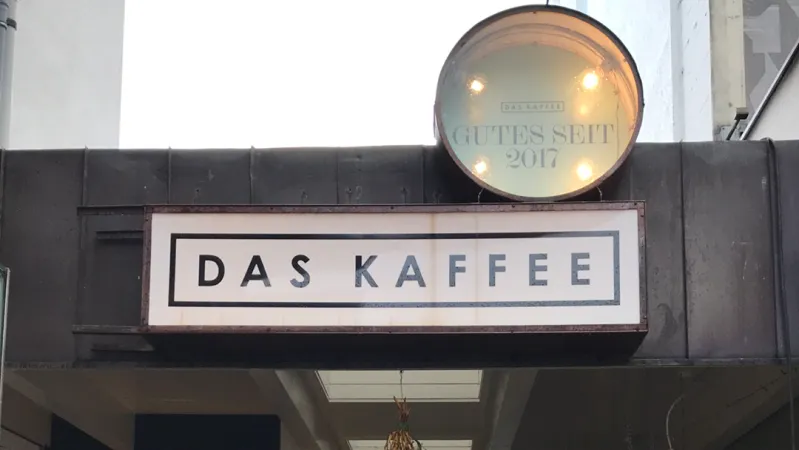 DAS KAFFEE
GUTES SEIT
2017
DAS KAFFEE